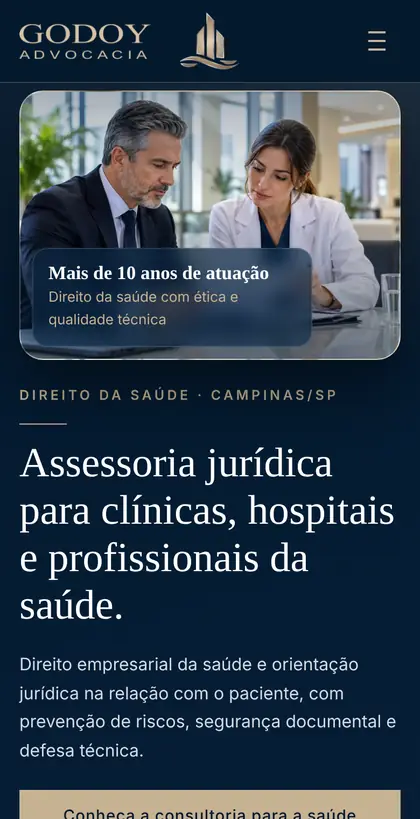 GODOY
ADVOCACIA
Mais de 10 anos de atuação
Direito da saúde com ética e
qualidade técnica
DIREITO DA SAÚDE · CAMPINAS/SP
Assessoria jurídica
para clínicas, hospitais
e profissionais da
saúde.
Direito empresarial da saúde e orientação
jurídica na relação com o paciente, com
prevenção de riscos, segurança documental e
defesa técnica.
Conheça a consultoria para a saúde